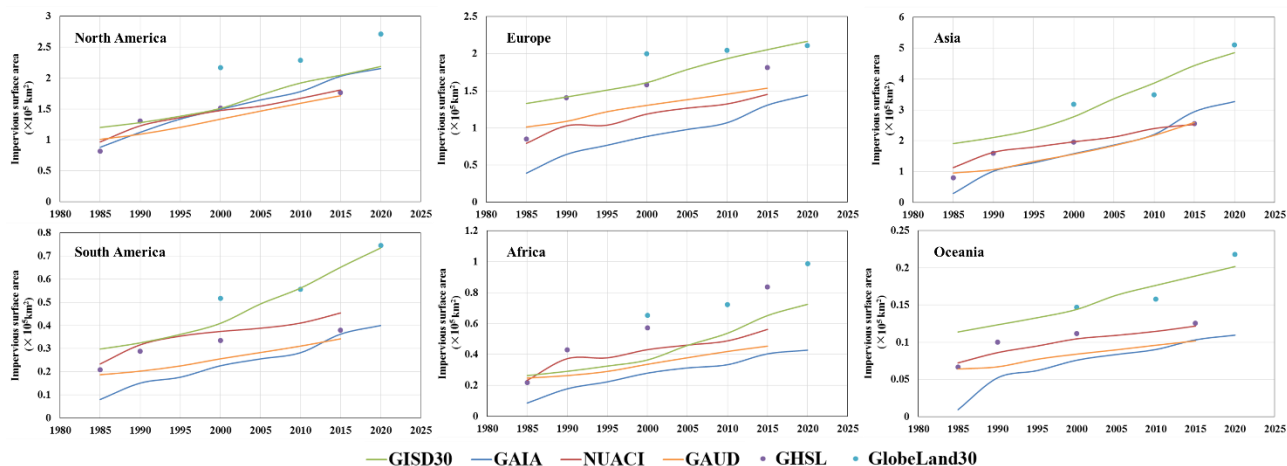 North America
Impervious surface area
(×10⁵ km²)
3
2.5
2
1.5
1
0.5
0
1980 1985 1990 1995 2000 2005 2010 2015 2020 2025
Europe
Impervious surface area
(×10⁵ km²)
2.5
2
1.5
1
0.5
0
1980 1985 1990 1995 2000 2005 2010 2015 2020 2025
Asia
Impervious surface area
(×10⁵ km²)
6
5
4
3
2
1
0
1980 1985 1990 1995 2000 2005 2010 2015 2020 2025
South America
Impervious surface area
(×10⁵ km²)
0.8
0.7
0.6
0.5
0.4
0.3
0.2
0.1
0
1980 1985 1990 1995 2000 2005 2010 2015 2020 2025
Africa
Impervious surface area
(×10⁵ km²)
1.2
1
0.8
0.6
0.4
0.2
0
1980 1985 1990 1995 2000 2005 2010 2015 2020 2025
Oceania
Impervious surface area
(×10⁵ km²)
0.25
0.2
0.15
0.1
0.05
0
1980 1985 1990 1995 2000 2005 2010 2015 2020 2025
GISD30 GAIA NUACI GAUD GHSL GlobeLand30